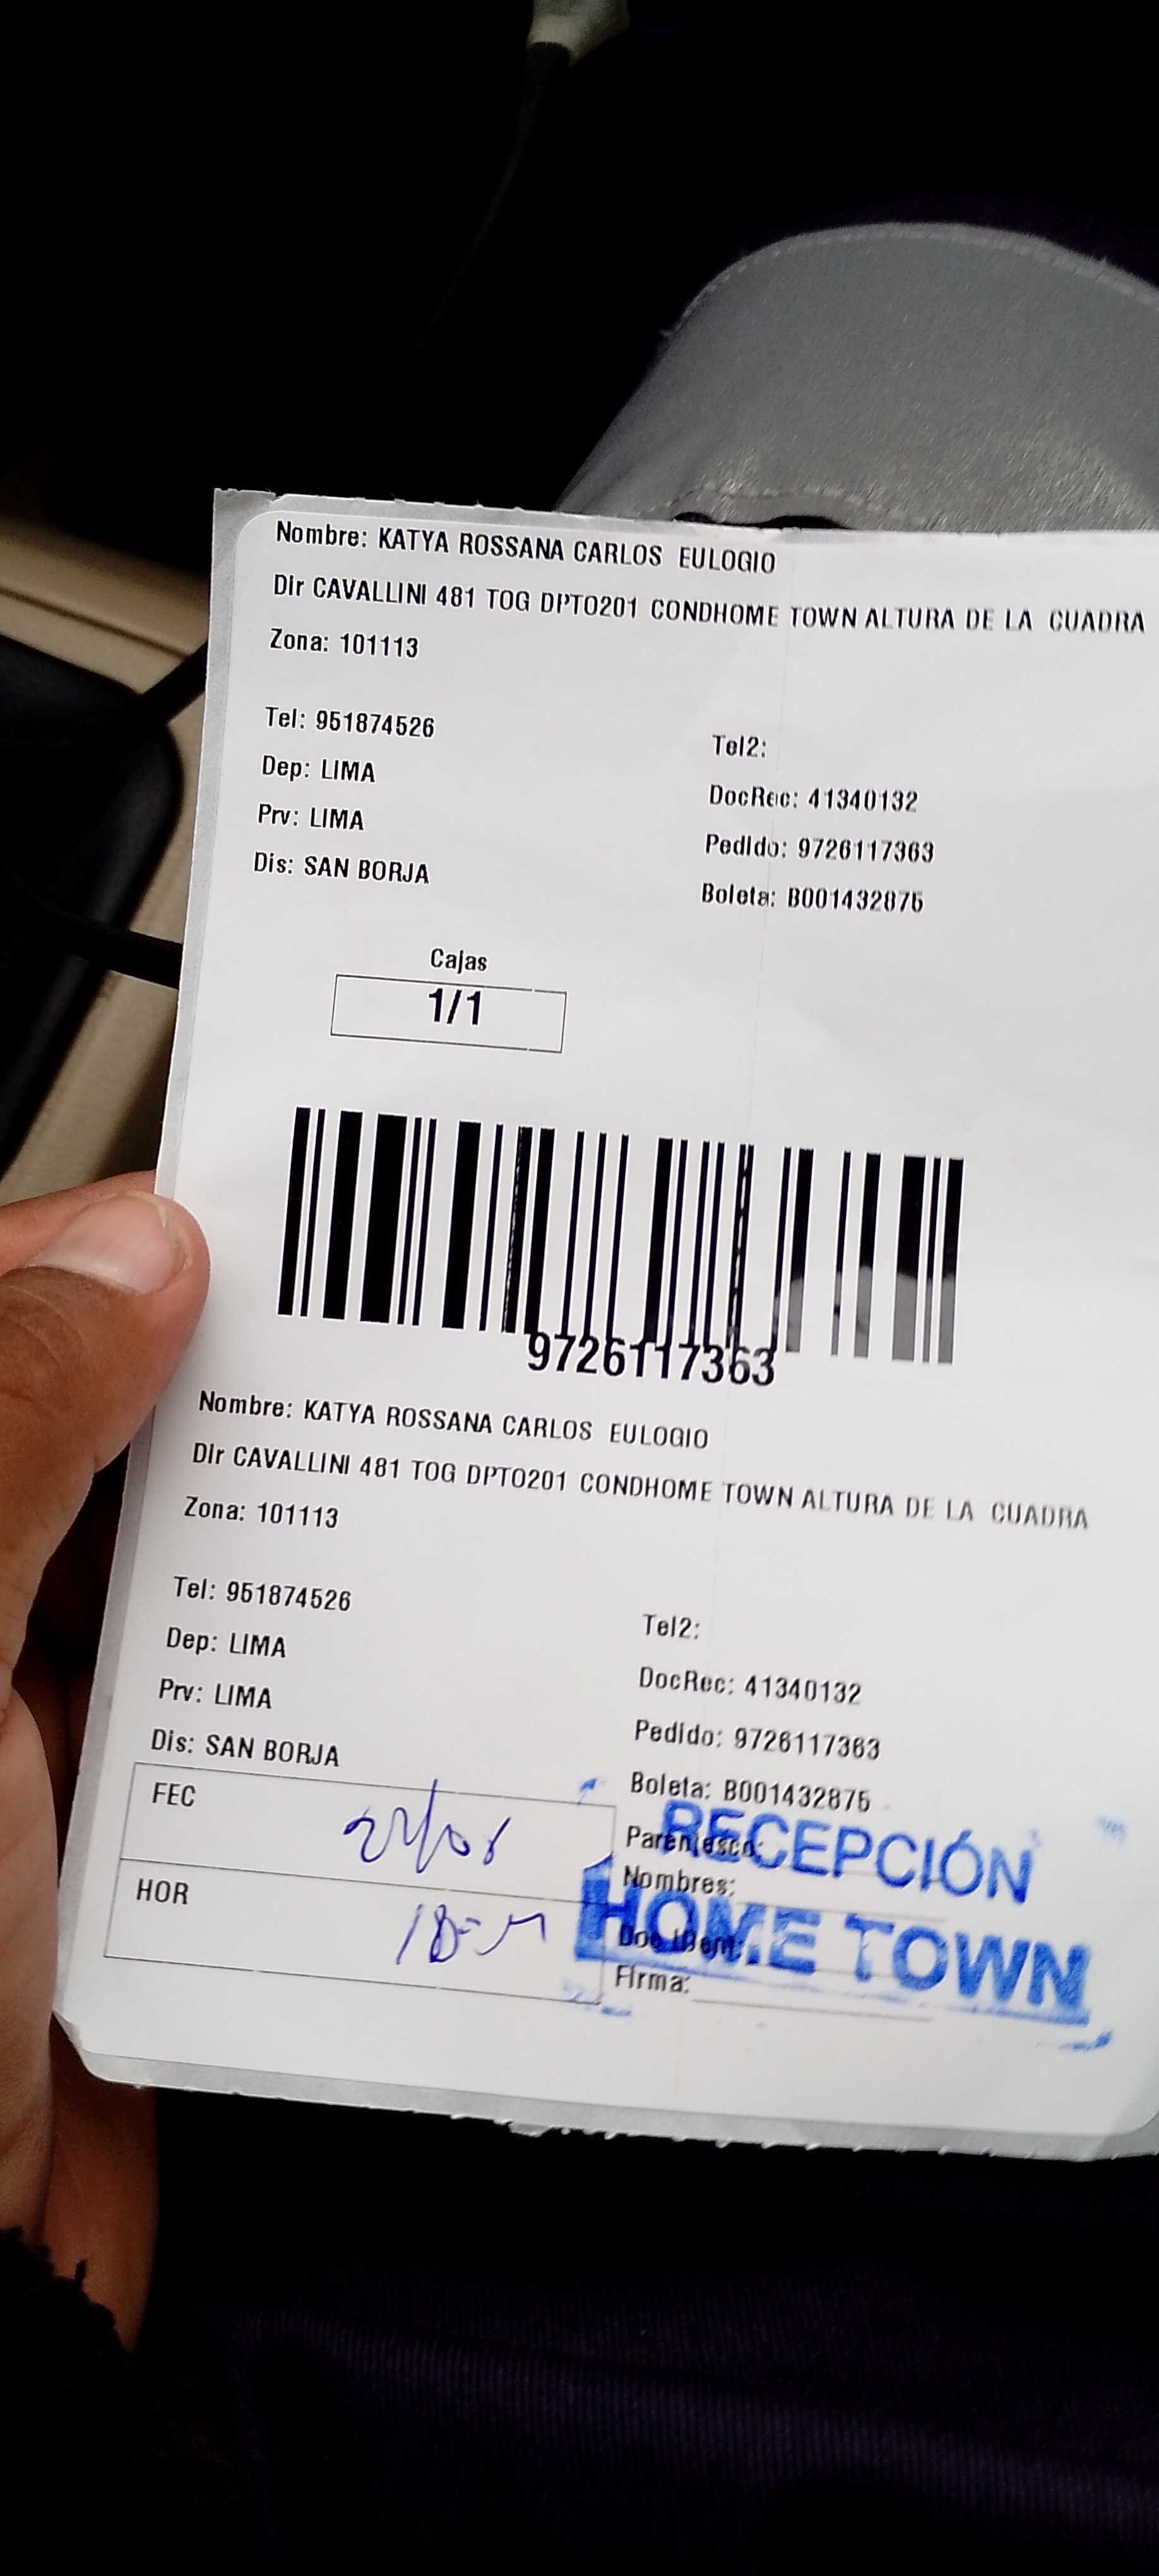 Nombre: KATYA ROSSANA CARLOS EULOGIO
Dir CAVALLINI 481 TOG DPTO201 CONDHOME TOWN ALTURA DE LA CUADRA
Zona: 101113
Tel: 951874526
Tel2:
Dep: LIMA
DocRec: 41340132
Prv: LIMA
Pedido: 9726117363
Dis: SAN BORJA
Boleta: B001432875
Cajas
1/1
9726117363
Nombre: KATYA ROSSANA CARLOS EULOGIO
Dir CAVALLINI 481 TOG DPTO201 CONDHOME TOWN ALTURA DE LA CUADRA
Zona: 101113
Tel: 951874526
Tel2:
Dep: LIMA
DocRec: 41340132
Prv: LIMA
Pedido: 9726117363
Dis: SAN BORJA
Boleta: B001432875
FEC
Parentesco:
RECEPCIÓN
Nombres:
HOR
HOME TOWN
Doc Ident:
Firma: